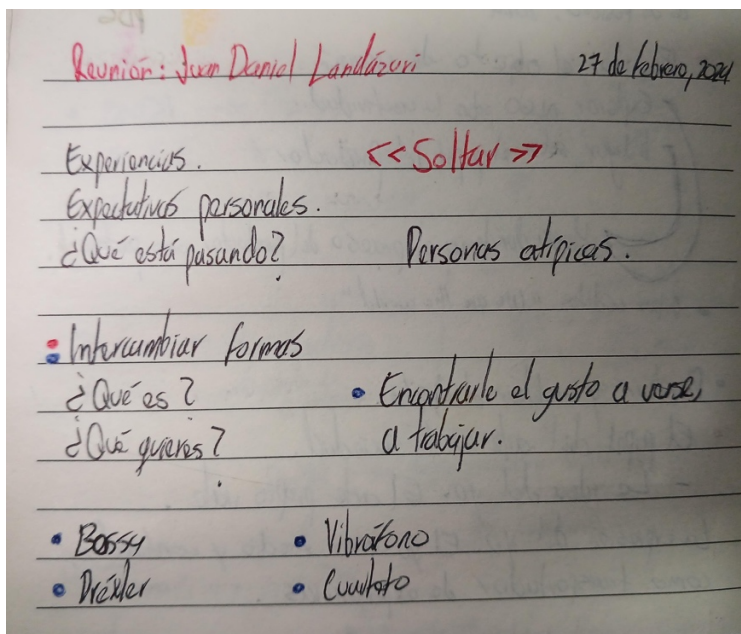 Reunión: Juan Daniel Landázuri 27 de febrero, 2024
Experiencias. <<Soltar>>
Expectativas personales.
¿Qué está pasando? Personas atípicas.
Intercambiar formas
¿Qué es? • Encontrarle el gusto a verse,
¿Qué quieres? a trabajar.
• Bossy • Vibráfono
• Drexler • Cuarteto